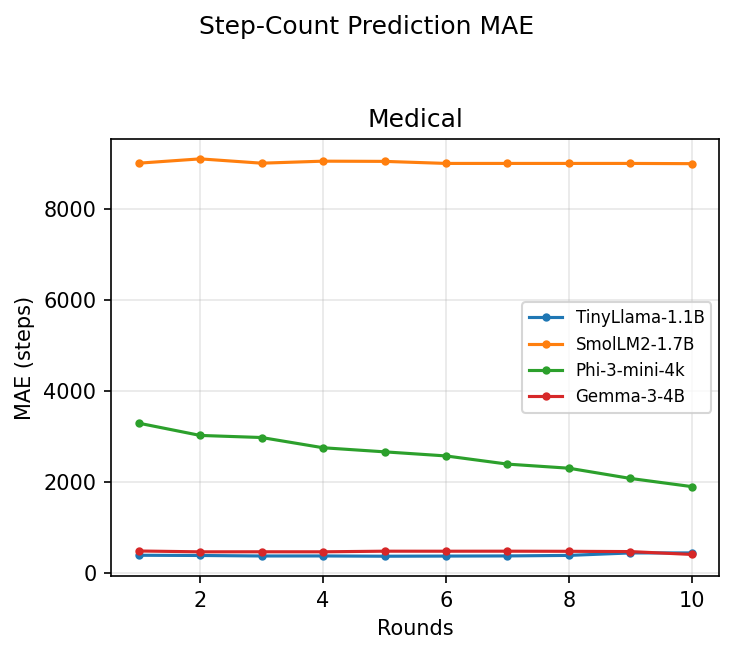 Step-Count Prediction MAE
Medical
MAE (steps)
8000
6000
4000
2000
0
TinyLlama-1.1B
SmolLM2-1.7B
Phi-3-mini-4k
Gemma-3-4B
2 4 6 8 10
Rounds